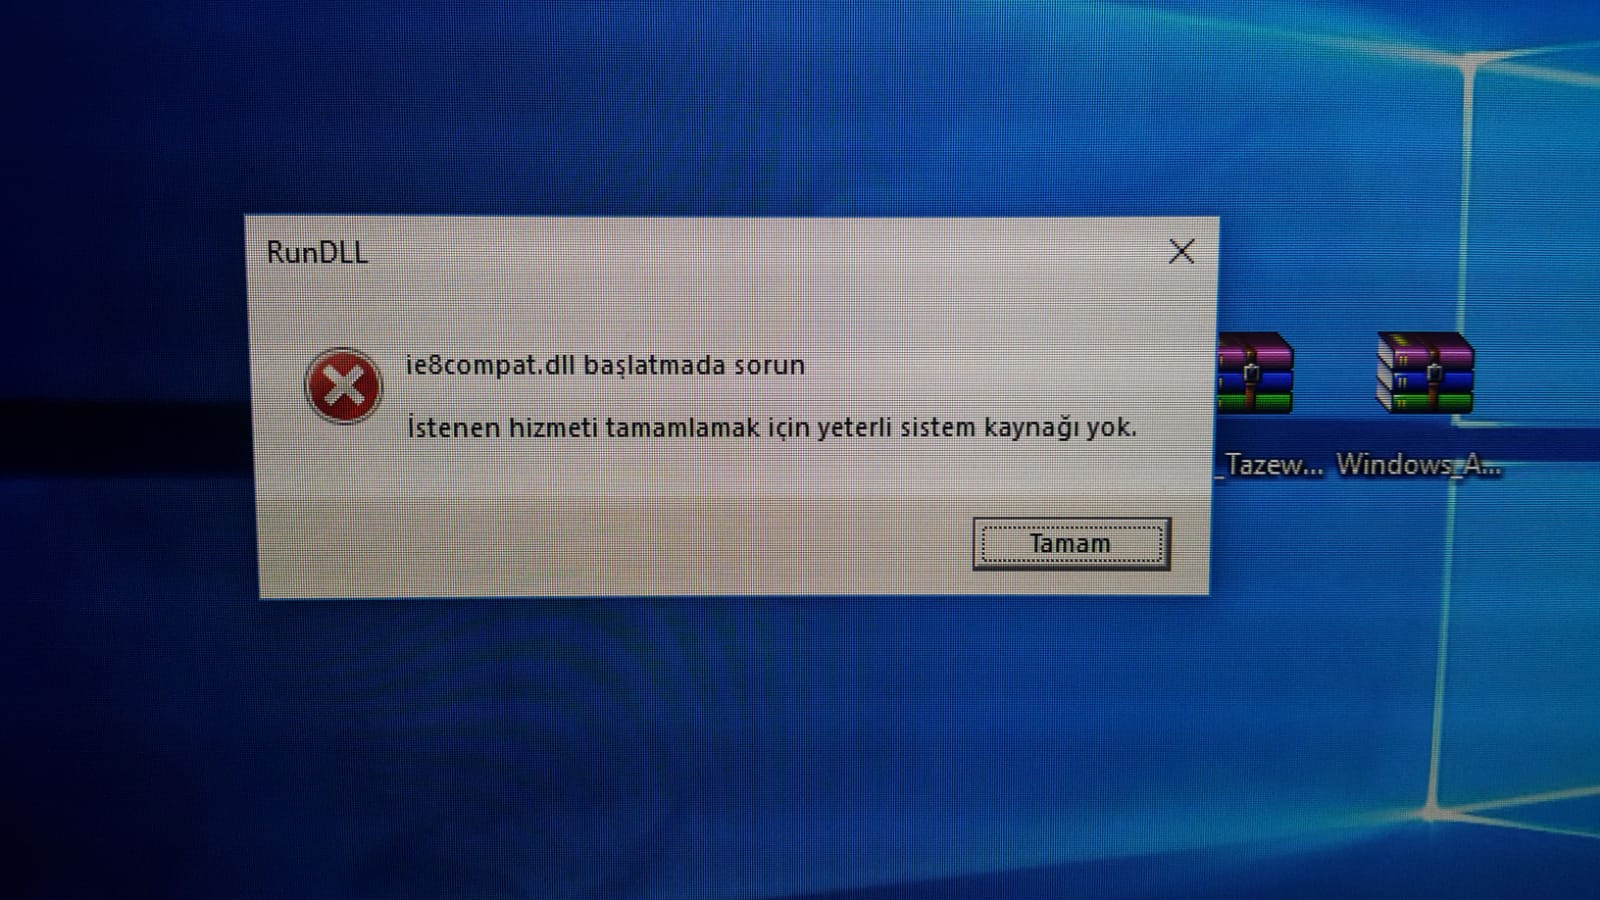 RunDLL
ie8compat.dll başlatmada sorun
İstenen hizmeti tamamlamak için yeterli sistem kaynağı yok.
_Tazew... Windows_A...
Tamam